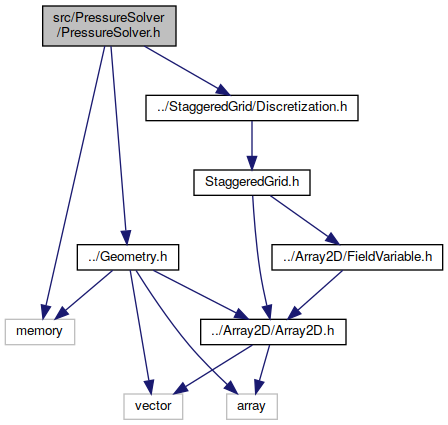 src/PressureSolver
/PressureSolver.h
../StaggeredGrid/Discretization.h
StaggeredGrid.h
../Geometry.h
../Array2D/FieldVariable.h
memory
../Array2D/Array2D.h
vector
array